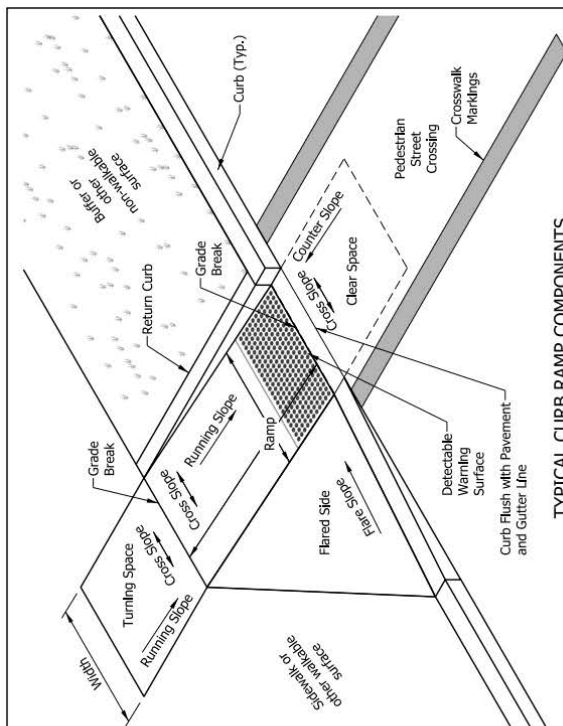 Buffer or
other
non-walkable
surface
Curb (Typ.)
Return Curb
Grade
Break
Pedestrian
Street
Crossing
Crosswalk
Markings
Counter Slope
Cross Slope
Clear Space
Grade
Break
Running Slope
Cross Slope
Ramp
Turning Space
Cross Slope
Running Slope
Width
Flared Side
Flare Slope
Detectable
Warning
Surface
Curb Flush with Pavement
and Gutter Line
Sidewalk or
other walkable
surface
TYPICAL CURB RAMP COMPONENTS